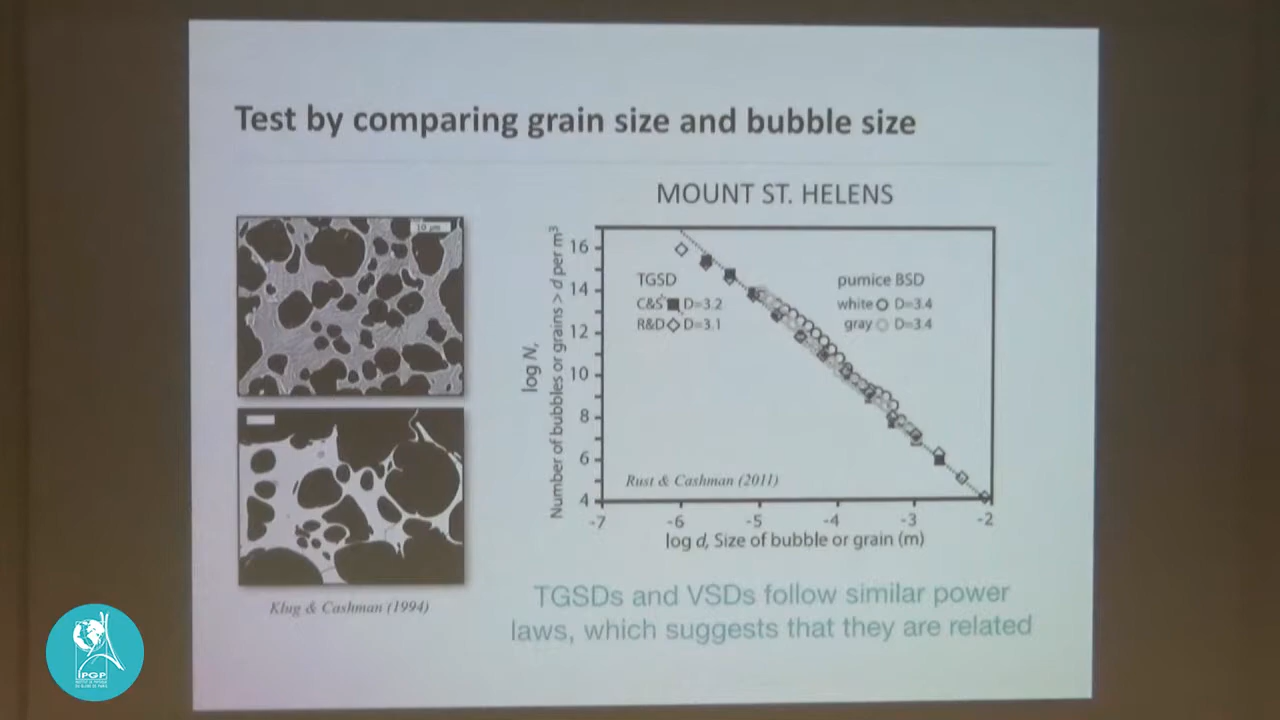 Test by comparing grain size and bubble size
MOUNT ST. HELENS
10 µm
Klug & Cashman (1994)
log N,
Number of bubbles or grains > d per m³
16
14
12
10
8
6
4
TGSD
C&S D=3.2
R&D D=3.1
pumice BSD
white D=3.4
gray D=3.4
Rust & Cashman (2011)
-7
-6
-5
-4
-3
-2
log d, Size of bubble or grain (m)
TGSDs and VSDs follow similar power
laws, which suggests that they are related
IPGP